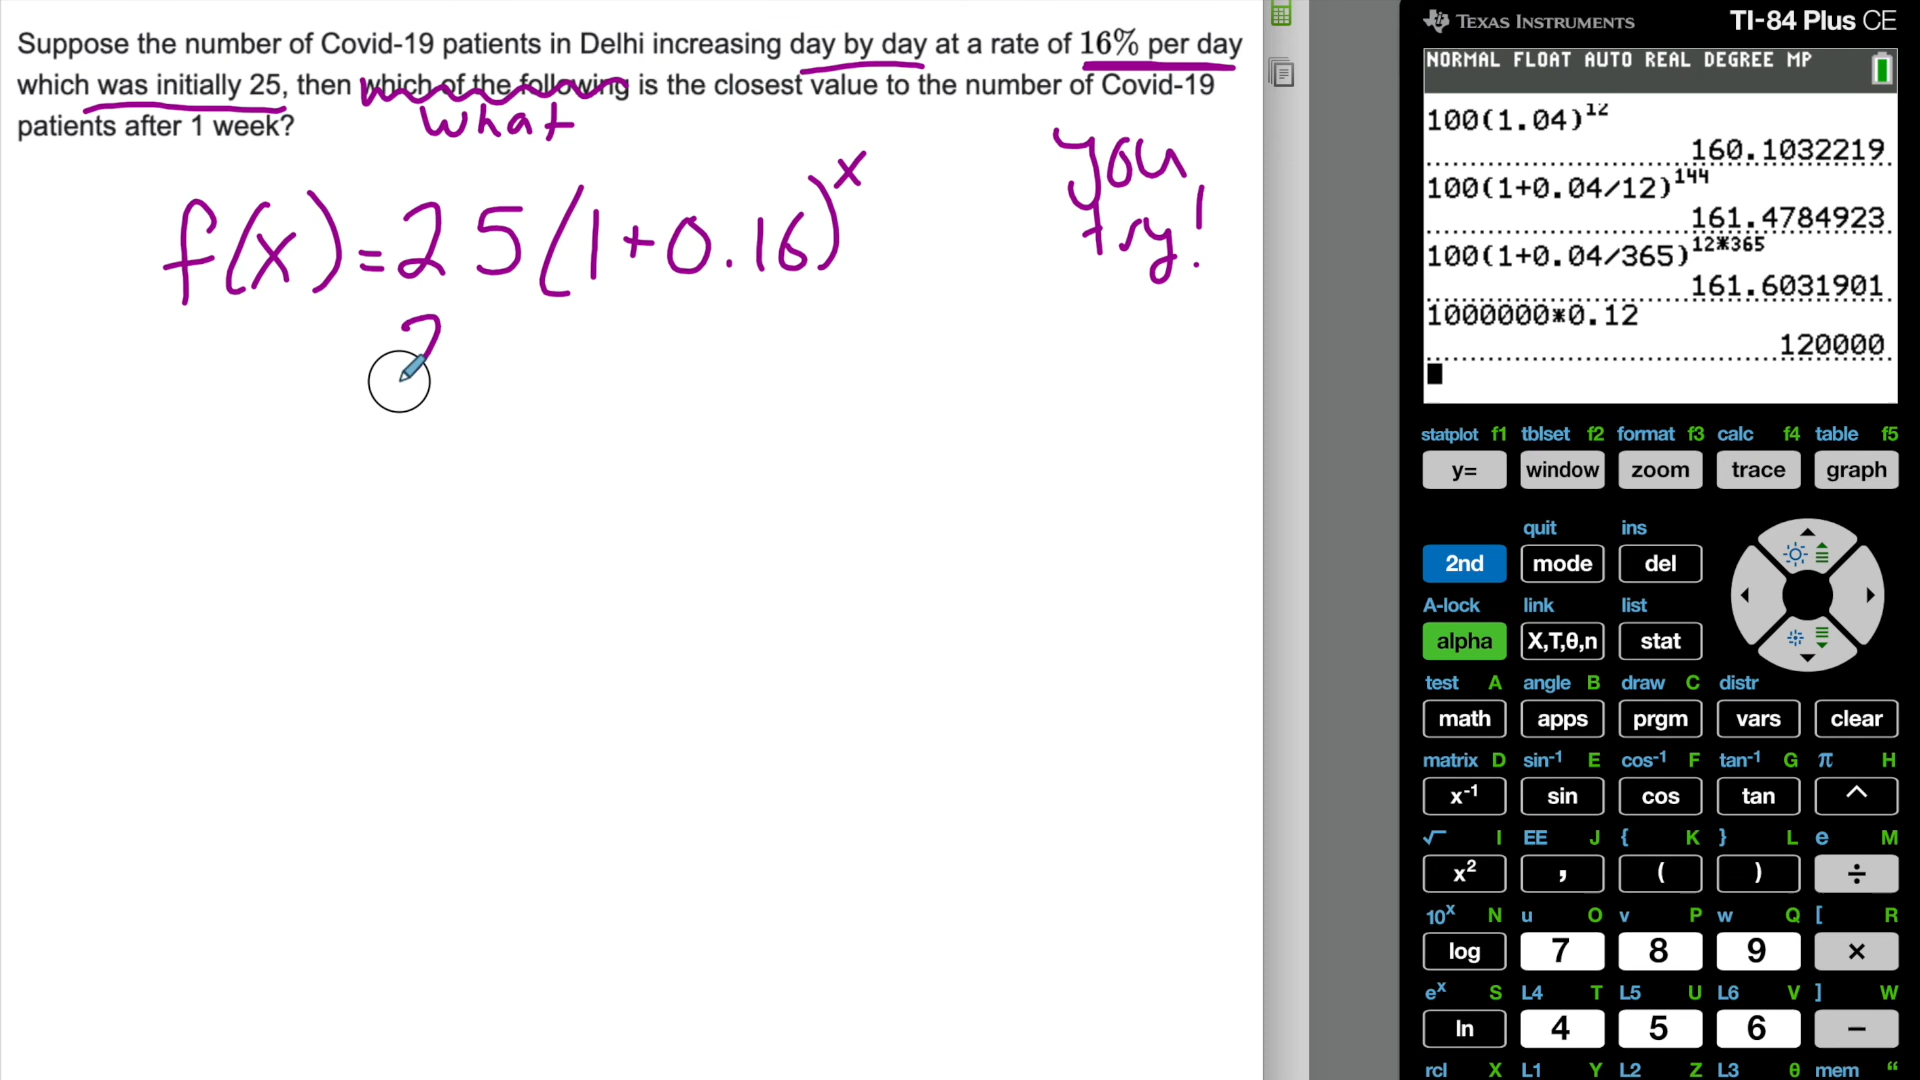 Suppose the number of Covid-19 patients in Delhi increasing day by day at a rate of 16% per day
which was initially 25, then which of the following is the closest value to the number of Covid-19
what
patients after 1 week?
you
try!
f(x) = 25(1+0.16)^x
2
TEXAS INSTRUMENTS TI-84 Plus CE
NORMAL FLOAT AUTO REAL DEGREE MP
100(1.04)^12
160.1032219
100(1+0.04/12)^144
161.4784923
100(1+0.04/365)^12*365
161.6031901
1000000*0.12
120000
statplot f1 tblset f2 format f3 calc f4 table f5
y= window zoom trace graph
quit ins
2nd mode del
A-lock link list
alpha X,T,θ,n stat
test A angle B draw C distr
math apps prgm vars clear
matrix D sin⁻¹ E cos⁻¹ F tan⁻¹ G π H
x⁻¹ sin cos tan ^
√ I EE J { K } L e M
x² , ( ) ÷
10ˣ N u O v P w Q [ R
log 7 8 9 ×
eˣ S L4 T L5 U L6 V ] W
ln 4 5 6 −
rcl X L1 Y L2 Z L3 θ mem “